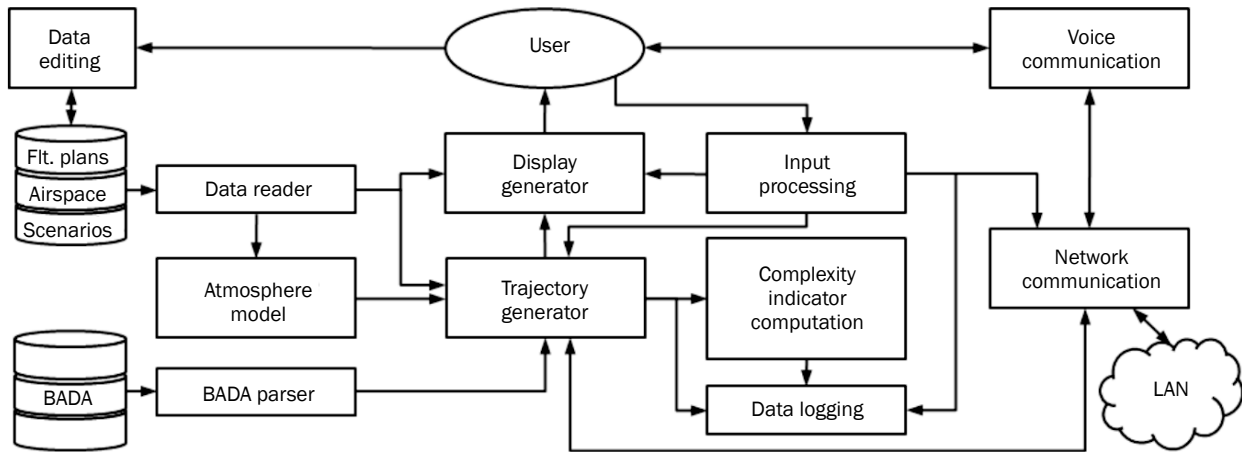 Data
editing
User
Voice
communication
Flt. plans
Airspace
Scenarios
Data reader
Display
generator
Input
processing
Atmosphere
model
Trajectory
generator
Complexity
indicator
computation
Network
communication
BADA
BADA parser
Data logging
LAN